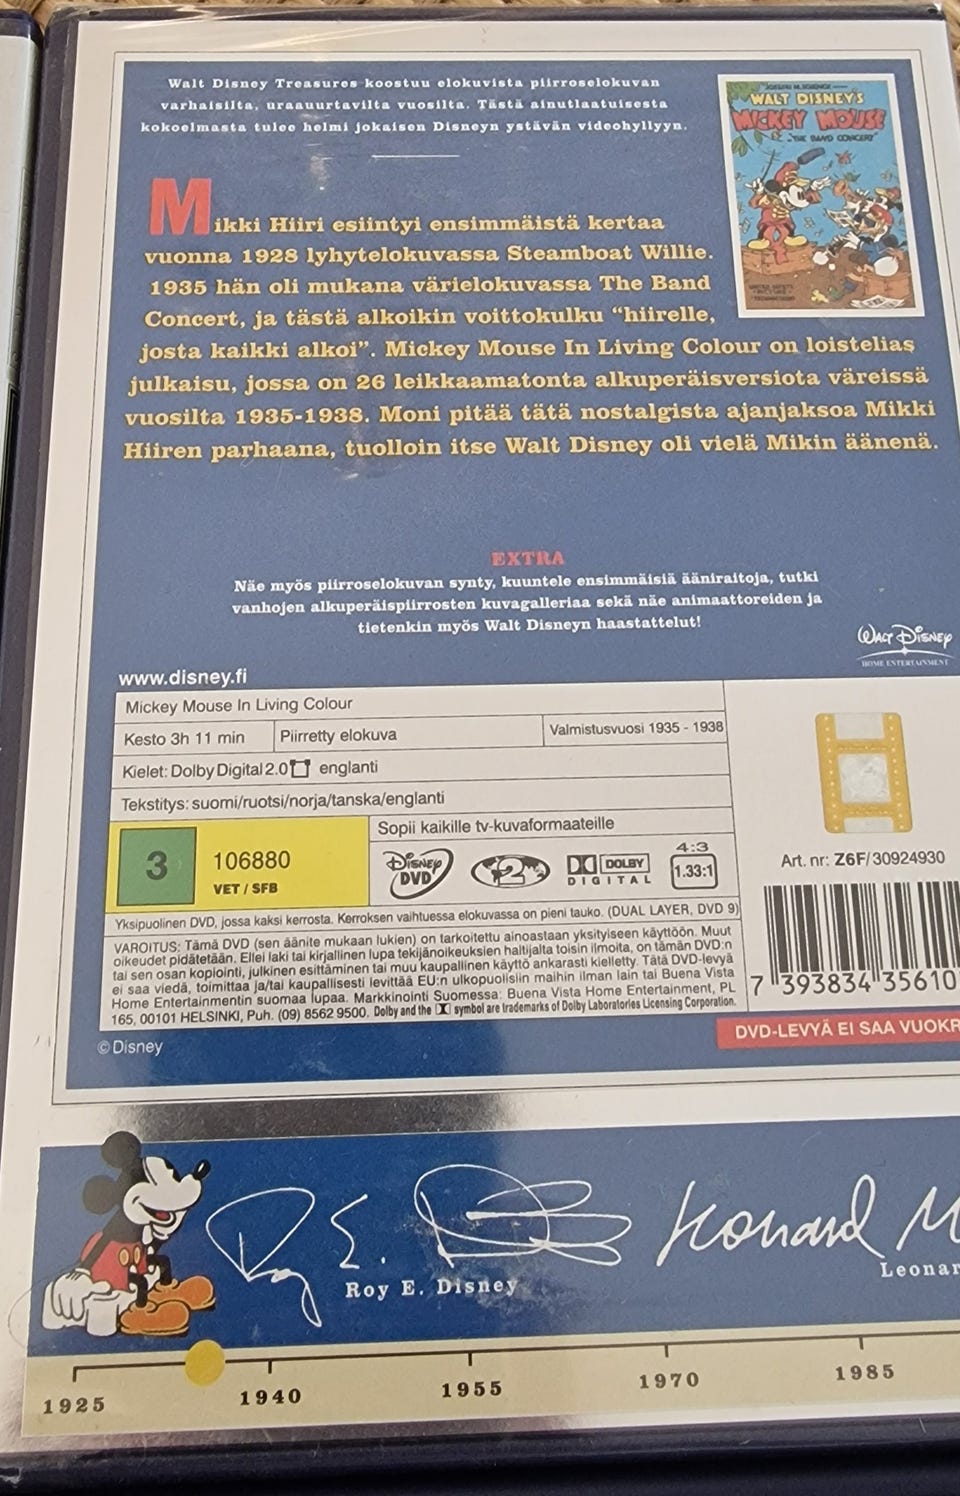 Walt Disney Treasures koostuu elokuvista piirroselokuvan
varhaisilta, uraauurtavilta vuosilta. Tästä ainutlaatuisesta
kokoelmasta tulee helmi jokaisen Disneyn ystävän videohyllyyn.
WALT DISNEY'S
MICKEY MOUSE
"THE BAND CONCERT"
Mikki Hiiri esiintyi ensimmäistä kertaa
vuonna 1928 lyhytelokuvassa Steamboat Willie.
1935 hän oli mukana värielokuvassa The Band
Concert, ja tästä alkoikin voittokulku “hiirelle,
josta kaikki alkoi”. Mickey Mouse In Living Colour on loistelias
julkaisu, jossa on 26 leikkaamatonta alkuperäisversiota väreissä
vuosilta 1935-1938. Moni pitää tätä nostalgista ajanjaksoa Mikki
Hiiren parhaana, tuolloin itse Walt Disney oli vielä Mikin äänenä.
EXTRA
Näe myös piirroselokuvan synty, kuuntele ensimmäisiä ääniraitoja, tutki
vanhojen alkuperäispiirrosten kuvagalleriaa sekä näe animaattoreiden ja
tietenkin myös Walt Disneyn haastattelut!
WALT DISNEY
HOME ENTERTAINMENT
www.disney.fi
Mickey Mouse In Living Colour
Kesto 3h 11 min Piirretty elokuva Valmistusvuosi 1935 - 1938
Kielet: Dolby Digital 2.0 englanti
Tekstitys: suomi/ruotsi/norja/tanska/englanti
Sopii kaikille tv-kuvaformaateille
3 106880
VET / SFB
DISNEY DVD 2 DOLBY DIGITAL 4:3 1.33:1
Art. nr: Z6F/30924930
Yksipuolinen DVD, jossa kaksi kerrosta. Kerroksen vaihtuessa elokuvassa on pieni tauko. (DUAL LAYER, DVD 9)
VAROITUS: Tämä DVD (sen äänite mukaan lukien) on tarkoitettu ainoastaan yksityiseen käyttöön. Muut
oikeudet pidätetään. Ellei laki tai kirjallinen lupa tekijänoikeuksien haltijalta toisin ilmoita, on tämän DVD:n
tai sen osan kopiointi, julkinen esittäminen tai muu kaupallinen käyttö ankarasti kielletty. Tätä DVD-levyä
ei saa viedä, toimittaa ja/tai kaupallisesti levittää EU:n ulkopuolisiin maihin ilman lain tai Buena Vista
Home Entertainmentin suomaa lupaa. Markkinointi Suomessa: Buena Vista Home Entertainment, PL
165, 00101 HELSINKI, Puh. (09) 8562 9500. Dolby and the symbol are trademarks of Dolby Laboratories Licensing Corporation.
7 393834 35610
DVD-LEVYÄ EI SAA VUOKR
© Disney
Roy E. Disney
Leonard M
Leonar
1925 1940 1955 1970 1985